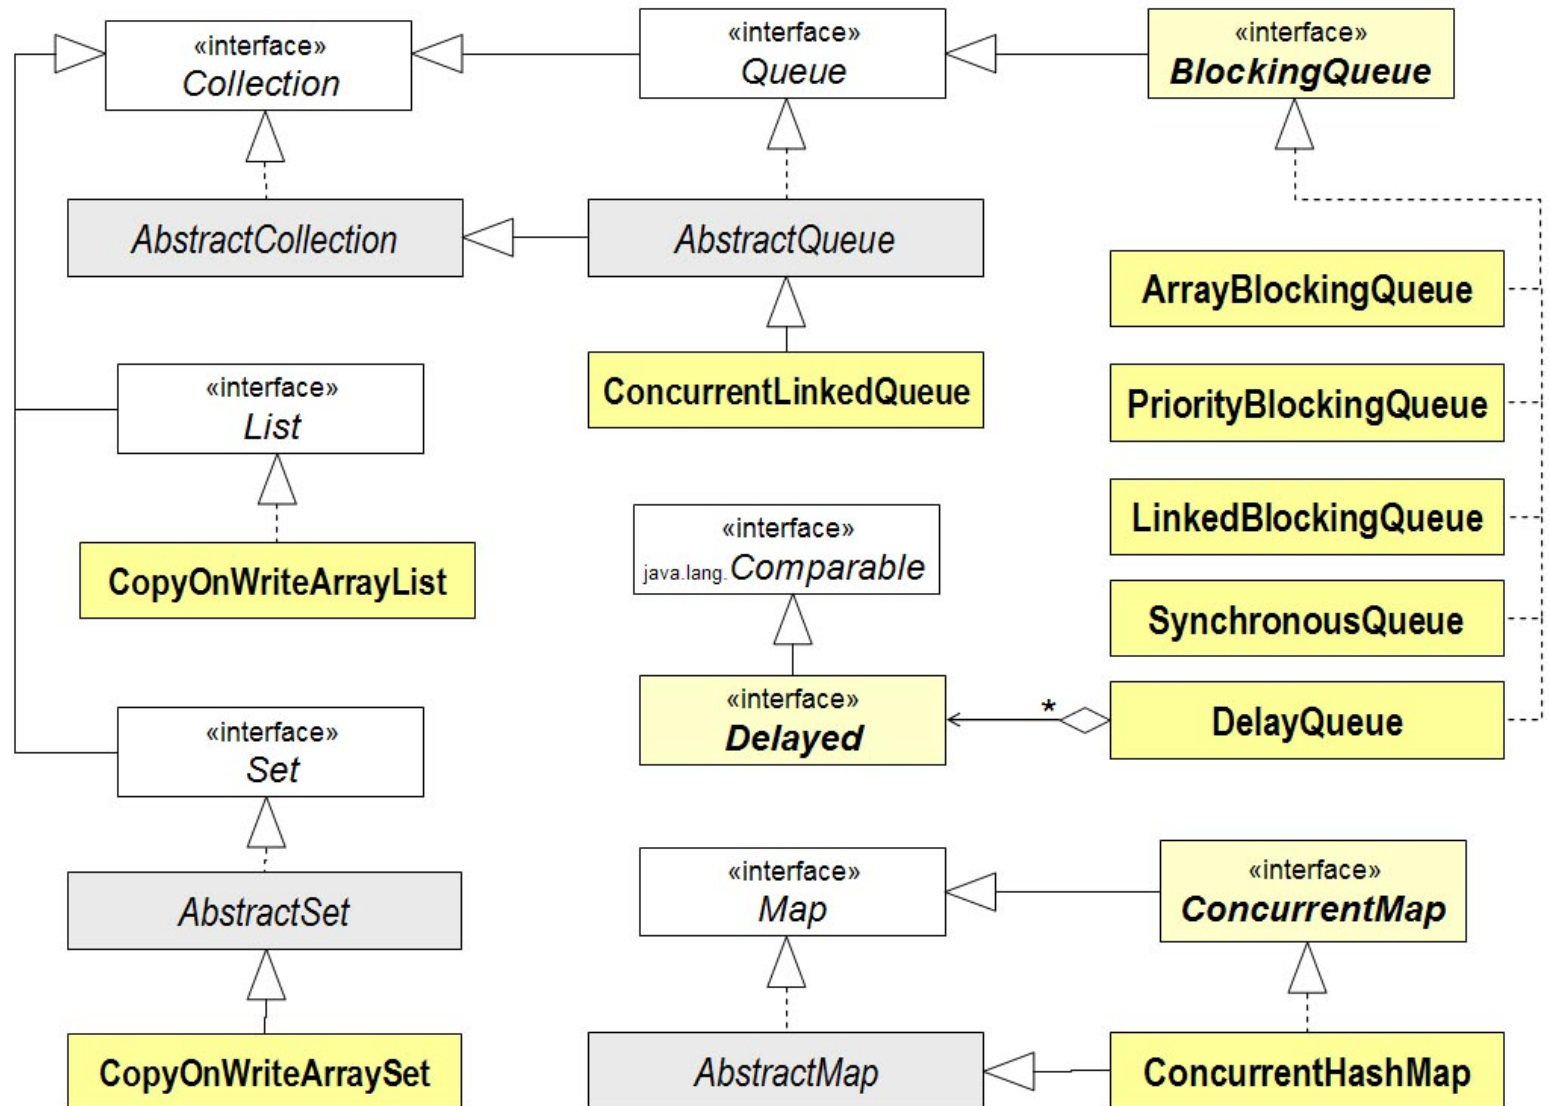 «interface»
Collection
«interface»
Queue
«interface»
BlockingQueue
AbstractCollection
AbstractQueue
ArrayBlockingQueue
ConcurrentLinkedQueue
PriorityBlockingQueue
«interface»
List
LinkedBlockingQueue
CopyOnWriteArrayList
«interface»
java.lang.Comparable
SynchronousQueue
«interface»
Delayed
*
DelayQueue
«interface»
Set
AbstractSet
«interface»
Map
«interface»
ConcurrentMap
CopyOnWriteArraySet
AbstractMap
ConcurrentHashMap